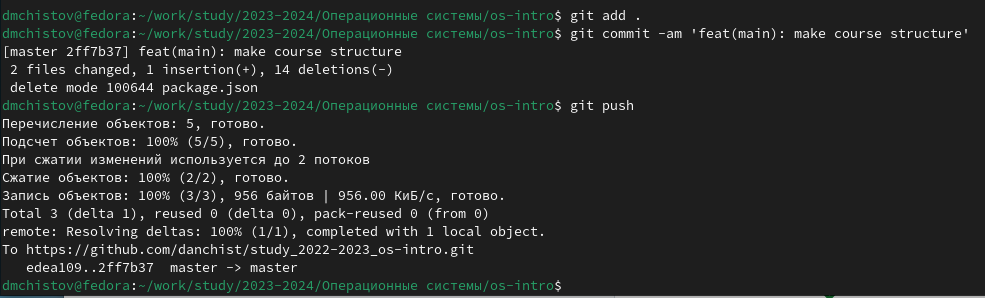 dmchistov@fedora:~/work/study/2023-2024/Операционные системы/os-intro$ git add .
dmchistov@fedora:~/work/study/2023-2024/Операционные системы/os-intro$ git commit -am 'feat(main): make course structure'
[master 2ff7b37] feat(main): make course structure
 2 files changed, 1 insertion(+), 14 deletions(-)
 delete mode 100644 package.json
dmchistov@fedora:~/work/study/2023-2024/Операционные системы/os-intro$ git push
Перечисление объектов: 5, готово.
Подсчет объектов: 100% (5/5), готово.
При сжатии изменений используется до 2 потоков
Сжатие объектов: 100% (2/2), готово.
Запись объектов: 100% (3/3), 956 байтов | 956.00 КиБ/с, готово.
Total 3 (delta 1), reused 0 (delta 0), pack-reused 0 (from 0)
remote: Resolving deltas: 100% (1/1), completed with 1 local object.
To https://github.com/danchist/study_2022-2023_os-intro.git
   edea109..2ff7b37  master -> master
dmchistov@fedora:~/work/study/2023-2024/Операционные системы/os-intro$